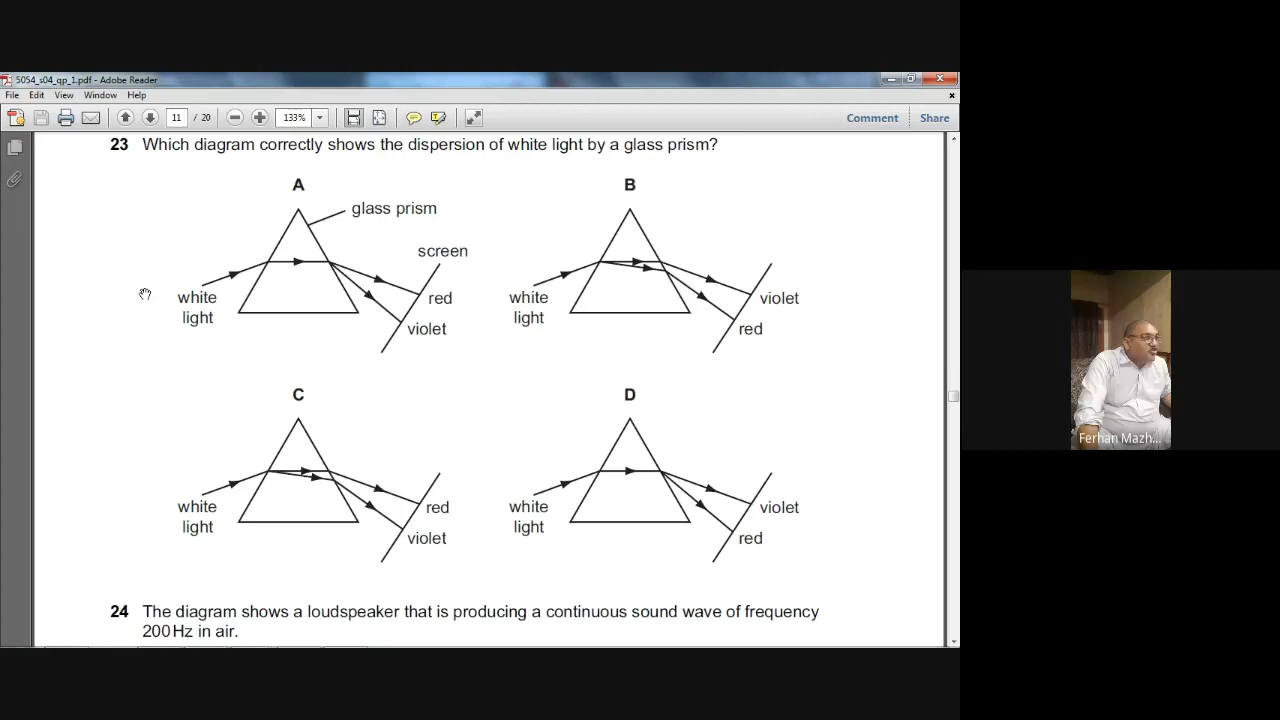 5054_s04_qp_1.pdf - Adobe Reader
File Edit View Window Help
11 / 20 133% Comment Share
23 Which diagram correctly shows the dispersion of white light by a glass prism?
A B
glass prism
screen
white light
red
violet
white light
violet
red
C D
white light
red
violet
white light
violet
red
24 The diagram shows a loudspeaker that is producing a continuous sound wave of frequency
200 Hz in air.
Ferhan Mazh...